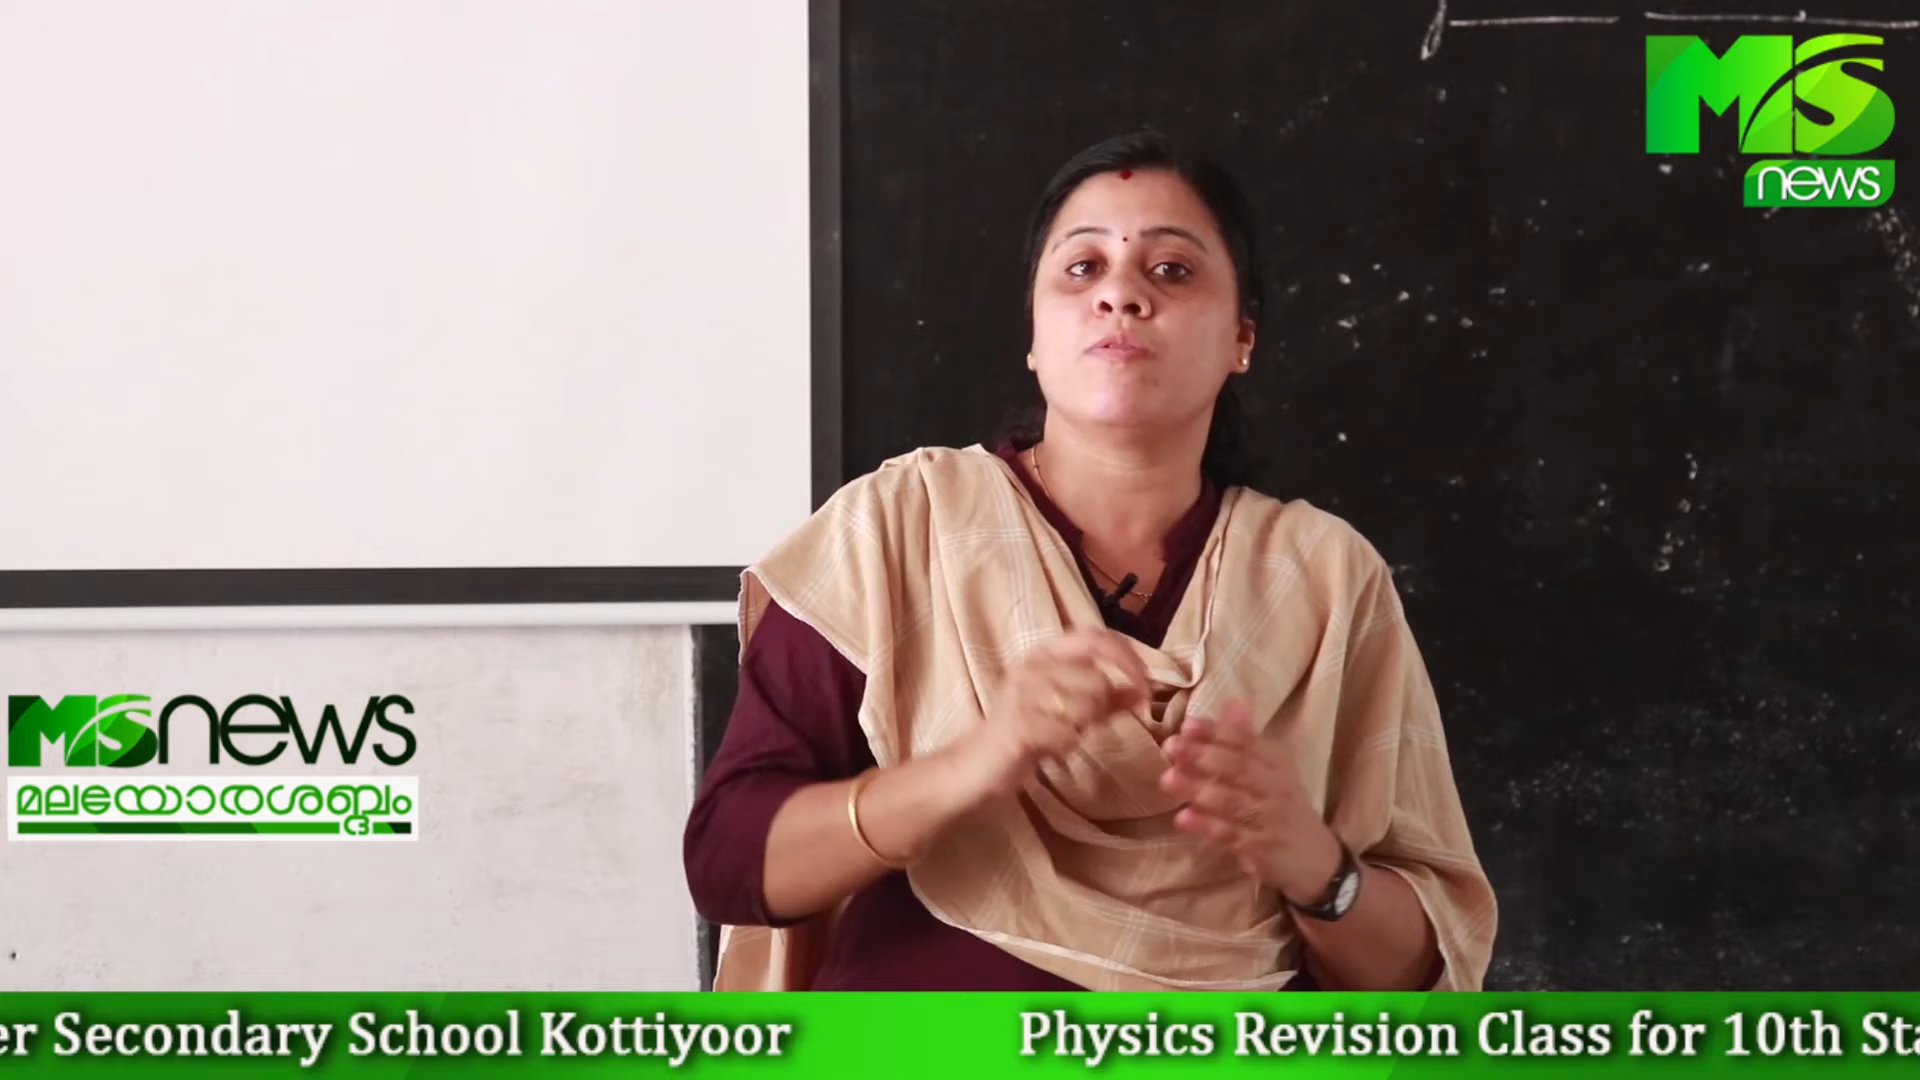 MS
news
MSnews
മലയോരശബ്ദം
er Secondary School Kottiyoor
Physics Revision Class for 10th Sta